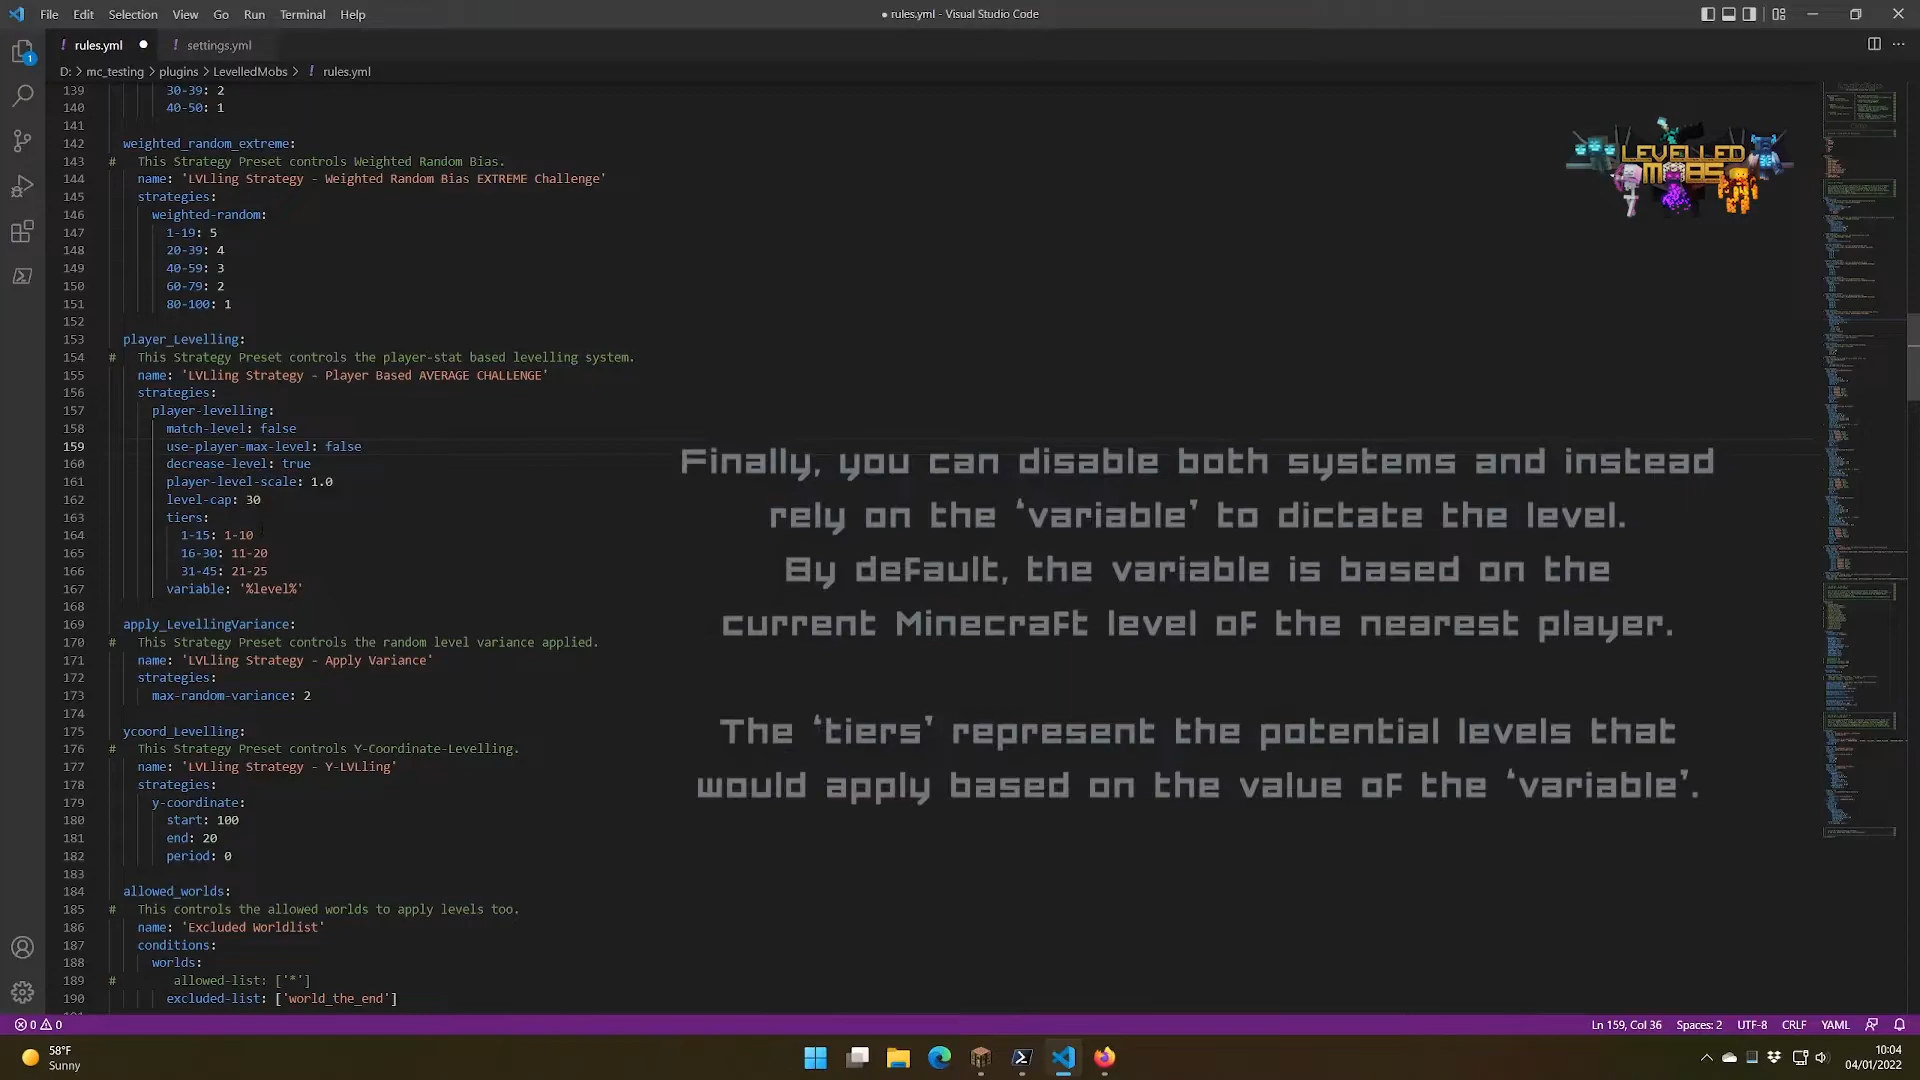 File Edit Selection View Go Run Terminal Help
● rules.yml - Visual Studio Code
! rules.yml ● ! settings.yml
D: > mc_testing > plugins > LevelledMobs > ! rules.yml
1
139 30-39: 2
140 40-50: 1
141
142 weighted_random_extreme:
143 # This Strategy Preset controls Weighted Random Bias.
144 name: 'LVLling Strategy - Weighted Random Bias EXTREME Challenge'
145 strategies:
146 weighted-random:
147 1-19: 5
148 20-39: 4
149 40-59: 3
150 60-79: 2
151 80-100: 1
152
153 player_Levelling:
154 # This Strategy Preset controls the player-stat based levelling system.
155 name: 'LVLling Strategy - Player Based AVERAGE CHALLENGE'
156 strategies:
157 player-levelling:
158 match-level: false
159 use-player-max-level: false
160 decrease-level: true
161 player-level-scale: 1.0
162 level-cap: 30
163 tiers:
164 1-15: 1-10
165 16-30: 11-20
166 31-45: 21-25
167 variable: '%level%'
168
169 apply_LevellingVariance:
170 # This Strategy Preset controls the random level variance applied.
171 name: 'LVLling Strategy - Apply Variance'
172 strategies:
173 max-random-variance: 2
174
175 ycoord_Levelling:
176 # This Strategy Preset controls Y-Coordinate-Levelling.
177 name: 'LVLling Strategy - Y-LVLling'
178 strategies:
179 y-coordinate:
180 start: 100
181 end: 20
182 period: 0
183
184 allowed_worlds:
185 # This controls the allowed worlds to apply levels too.
186 name: 'Excluded Worldlist'
187 conditions:
188 worlds:
189 # allowed-list: ['*']
190 excluded-list: ['world_the_end']
LEVELLED
MOBS
Finally, you can disable both systems and instead
rely on the 'variable' to dictate the level.
By default, the variable is based on the
current Minecraft level of the nearest player.
The 'tiers' represent the potential levels that
would apply based on the value of the 'variable'.
0 0
Ln 159, Col 36 Spaces: 2 UTF-8 CRLF YAML
58°F
Sunny
10:04
04/01/2022